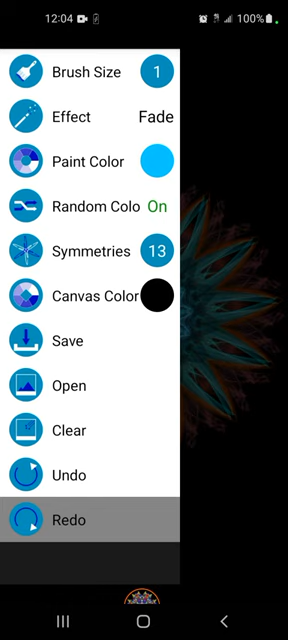 12:04 100%
Brush Size 1
Effect Fade
Paint Color
Random Colo On
Symmetries 13
Canvas Color
Save
Open
Clear
Undo
Redo